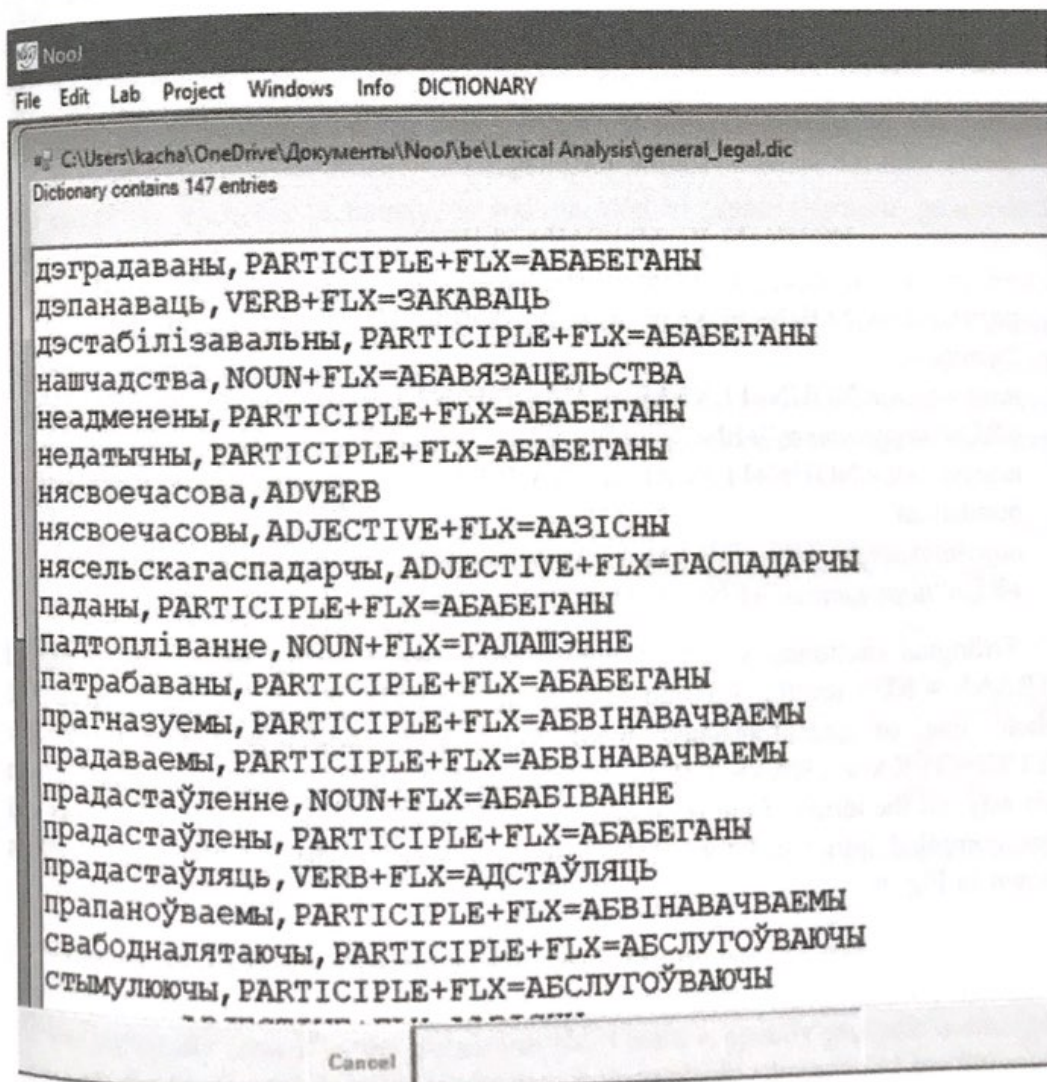 NooJ
File Edit Lab Project Windows Info DICTIONARY
C:\Users\kacha\OneDrive\Документы\NooJ\be\Lexical Analysis\general_legal.dic
Dictionary contains 147 entries
дэградаваны,PARTICIPLE+FLX=АБАБЕГАНЫ
дэпанаваць,VERB+FLX=ЗАКАВАЦЬ
дэстабілізавальны,PARTICIPLE+FLX=АБАБЕГАНЫ
нашчадства,NOUN+FLX=АБАВЯЗАЦЕЛЬСТВА
неадменены,PARTICIPLE+FLX=АБАБЕГАНЫ
недатычны,PARTICIPLE+FLX=АБАБЕГАНЫ
нясвоечасова,ADVERB
нясвоечасовы,ADJECTIVE+FLX=ААЗІСНЫ
нясельскагаспадарчы,ADJECTIVE+FLX=ГАСПАДАРЧЫ
паданы,PARTICIPLE+FLX=АБАБЕГАНЫ
падтопліванне,NOUN+FLX=ГАЛАШЭННЕ
патрабаваны,PARTICIPLE+FLX=АБАБЕГАНЫ
прагназуемы,PARTICIPLE+FLX=АБВІНАВАЧВАЕМЫ
прадаваемы,PARTICIPLE+FLX=АБВІНАВАЧВАЕМЫ
прадастаўленне,NOUN+FLX=АБАБІВАННЕ
прадастаўлены,PARTICIPLE+FLX=АБАБЕГАНЫ
прадастаўляць,VERB+FLX=АДСТАЎЛЯЦЬ
прапаноўваемы,PARTICIPLE+FLX=АБВІНАВАЧВАЕМЫ
свабодналятаючы,PARTICIPLE+FLX=АБСЛУГОЎВАЮЧЫ
стымулюючы,PARTICIPLE+FLX=АБСЛУГОЎВАЮЧЫ
Cancel